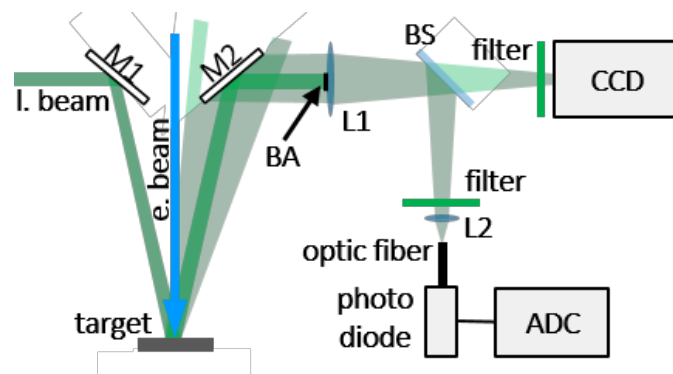 M1
M2
BS
filter
CCD
l. beam
e. beam
BA
L1
filter
L2
optic fiber
target
photo
diode
ADC